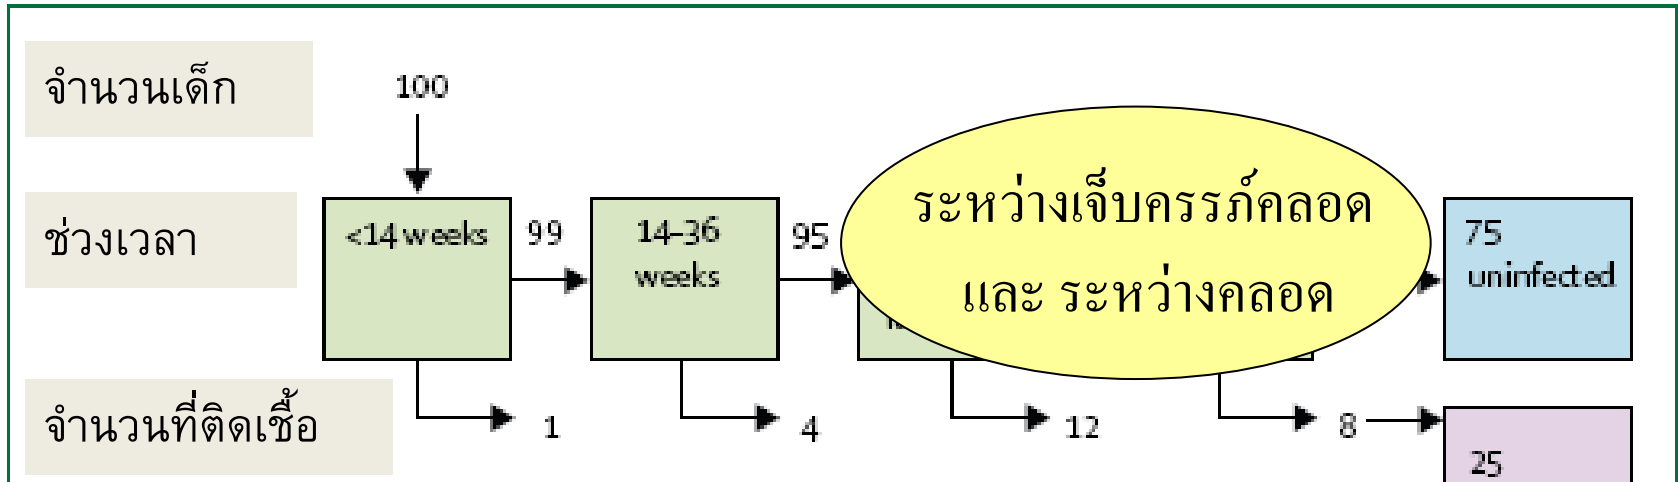 จำนวนเด็ก
100
ช่วงเวลา
<14 weeks
99
14-36
weeks
95
ระหว่างเจ็บครรภ์คลอด
และ ระหว่างคลอด
75
uninfected
จำนวนที่ติดเชื้อ
1
4
12
8
25